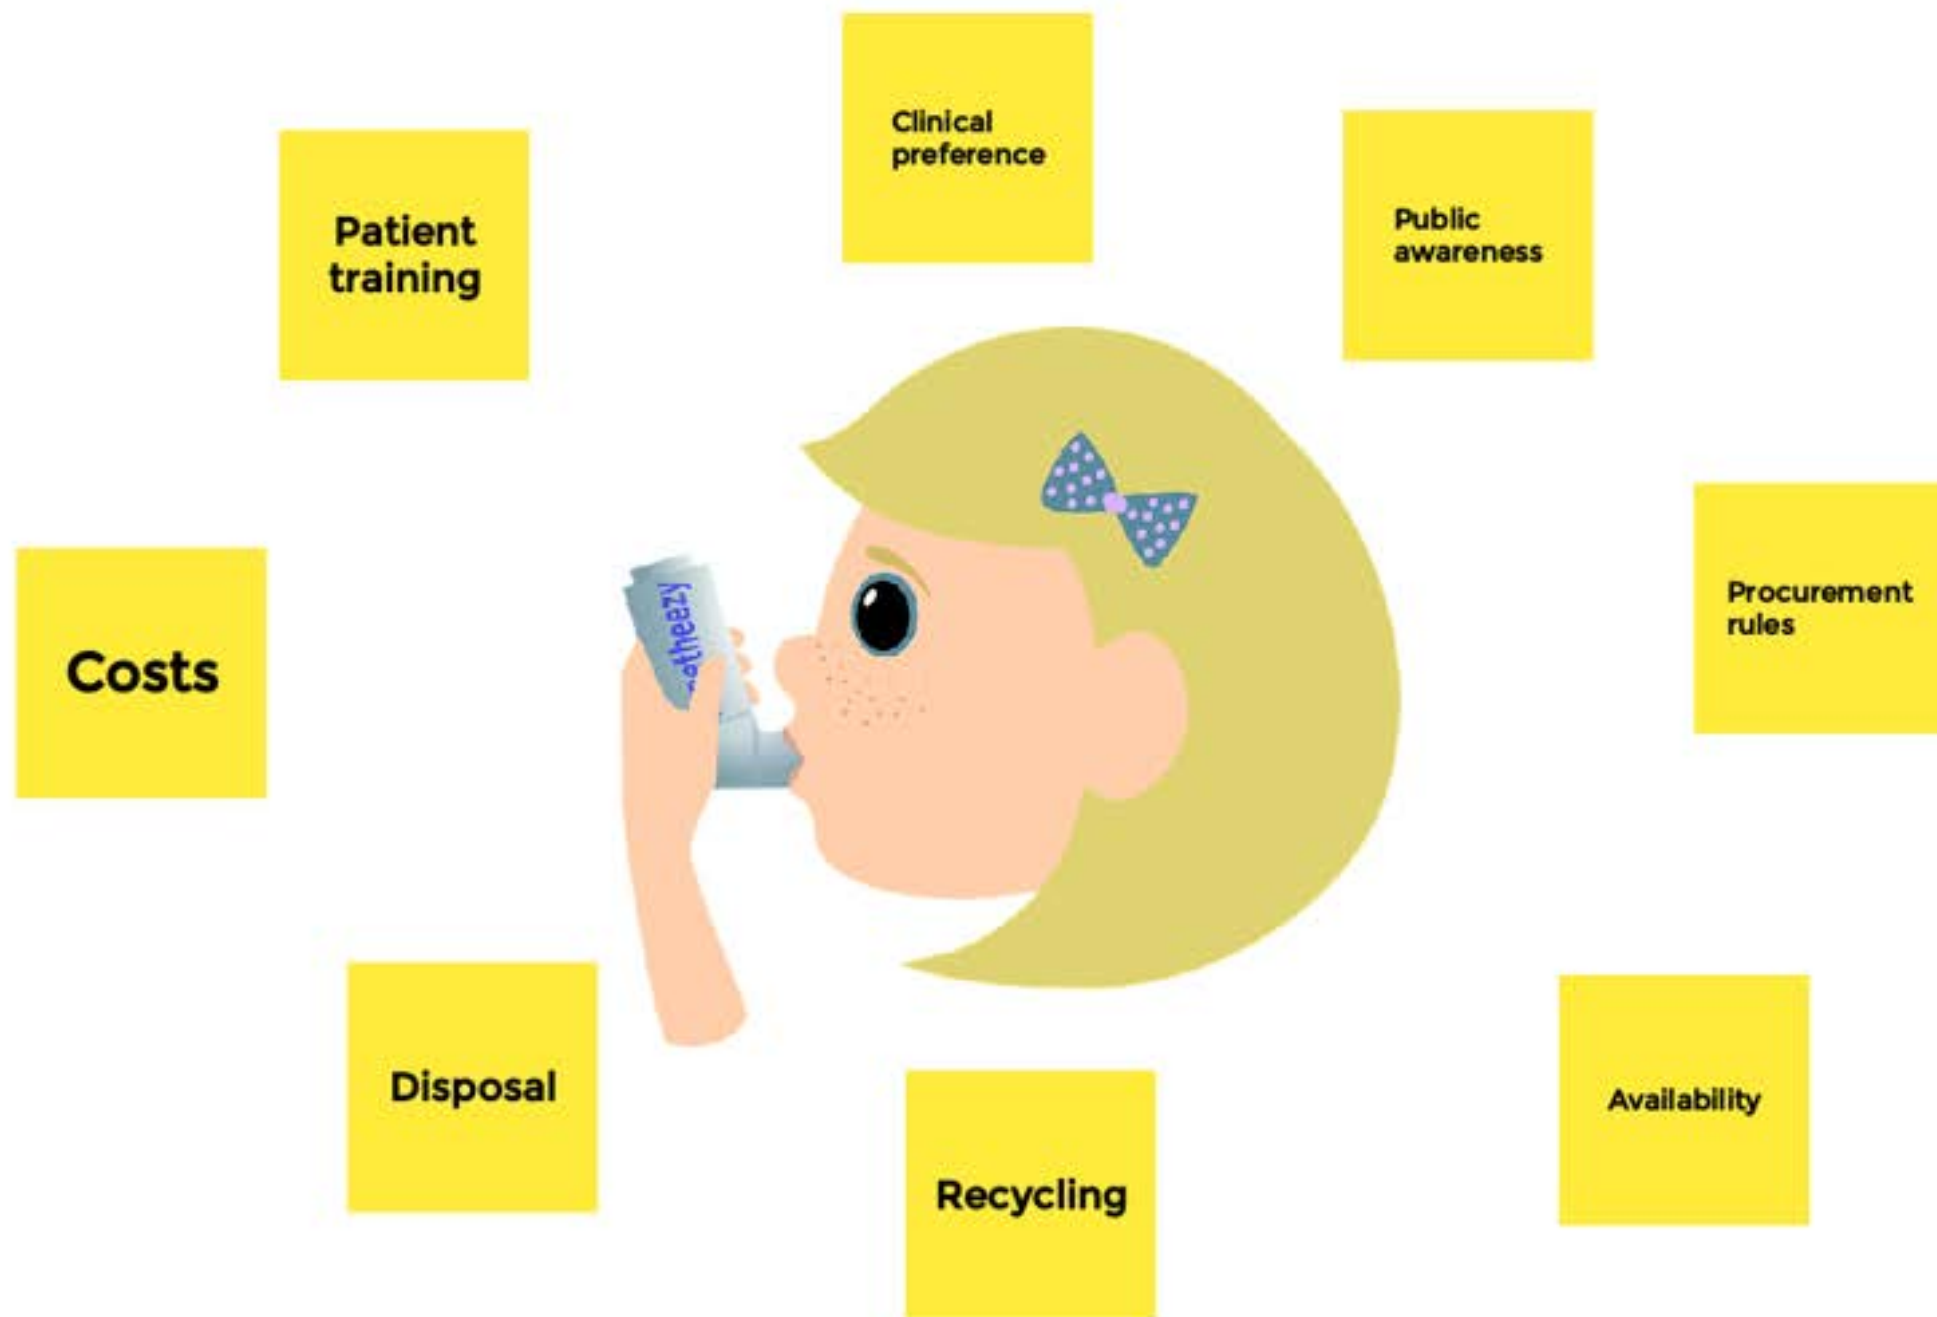 Clinical
preference
Patient
training
Public
awareness
Procurement
rules
Costs
Disposal
Availability
Recycling